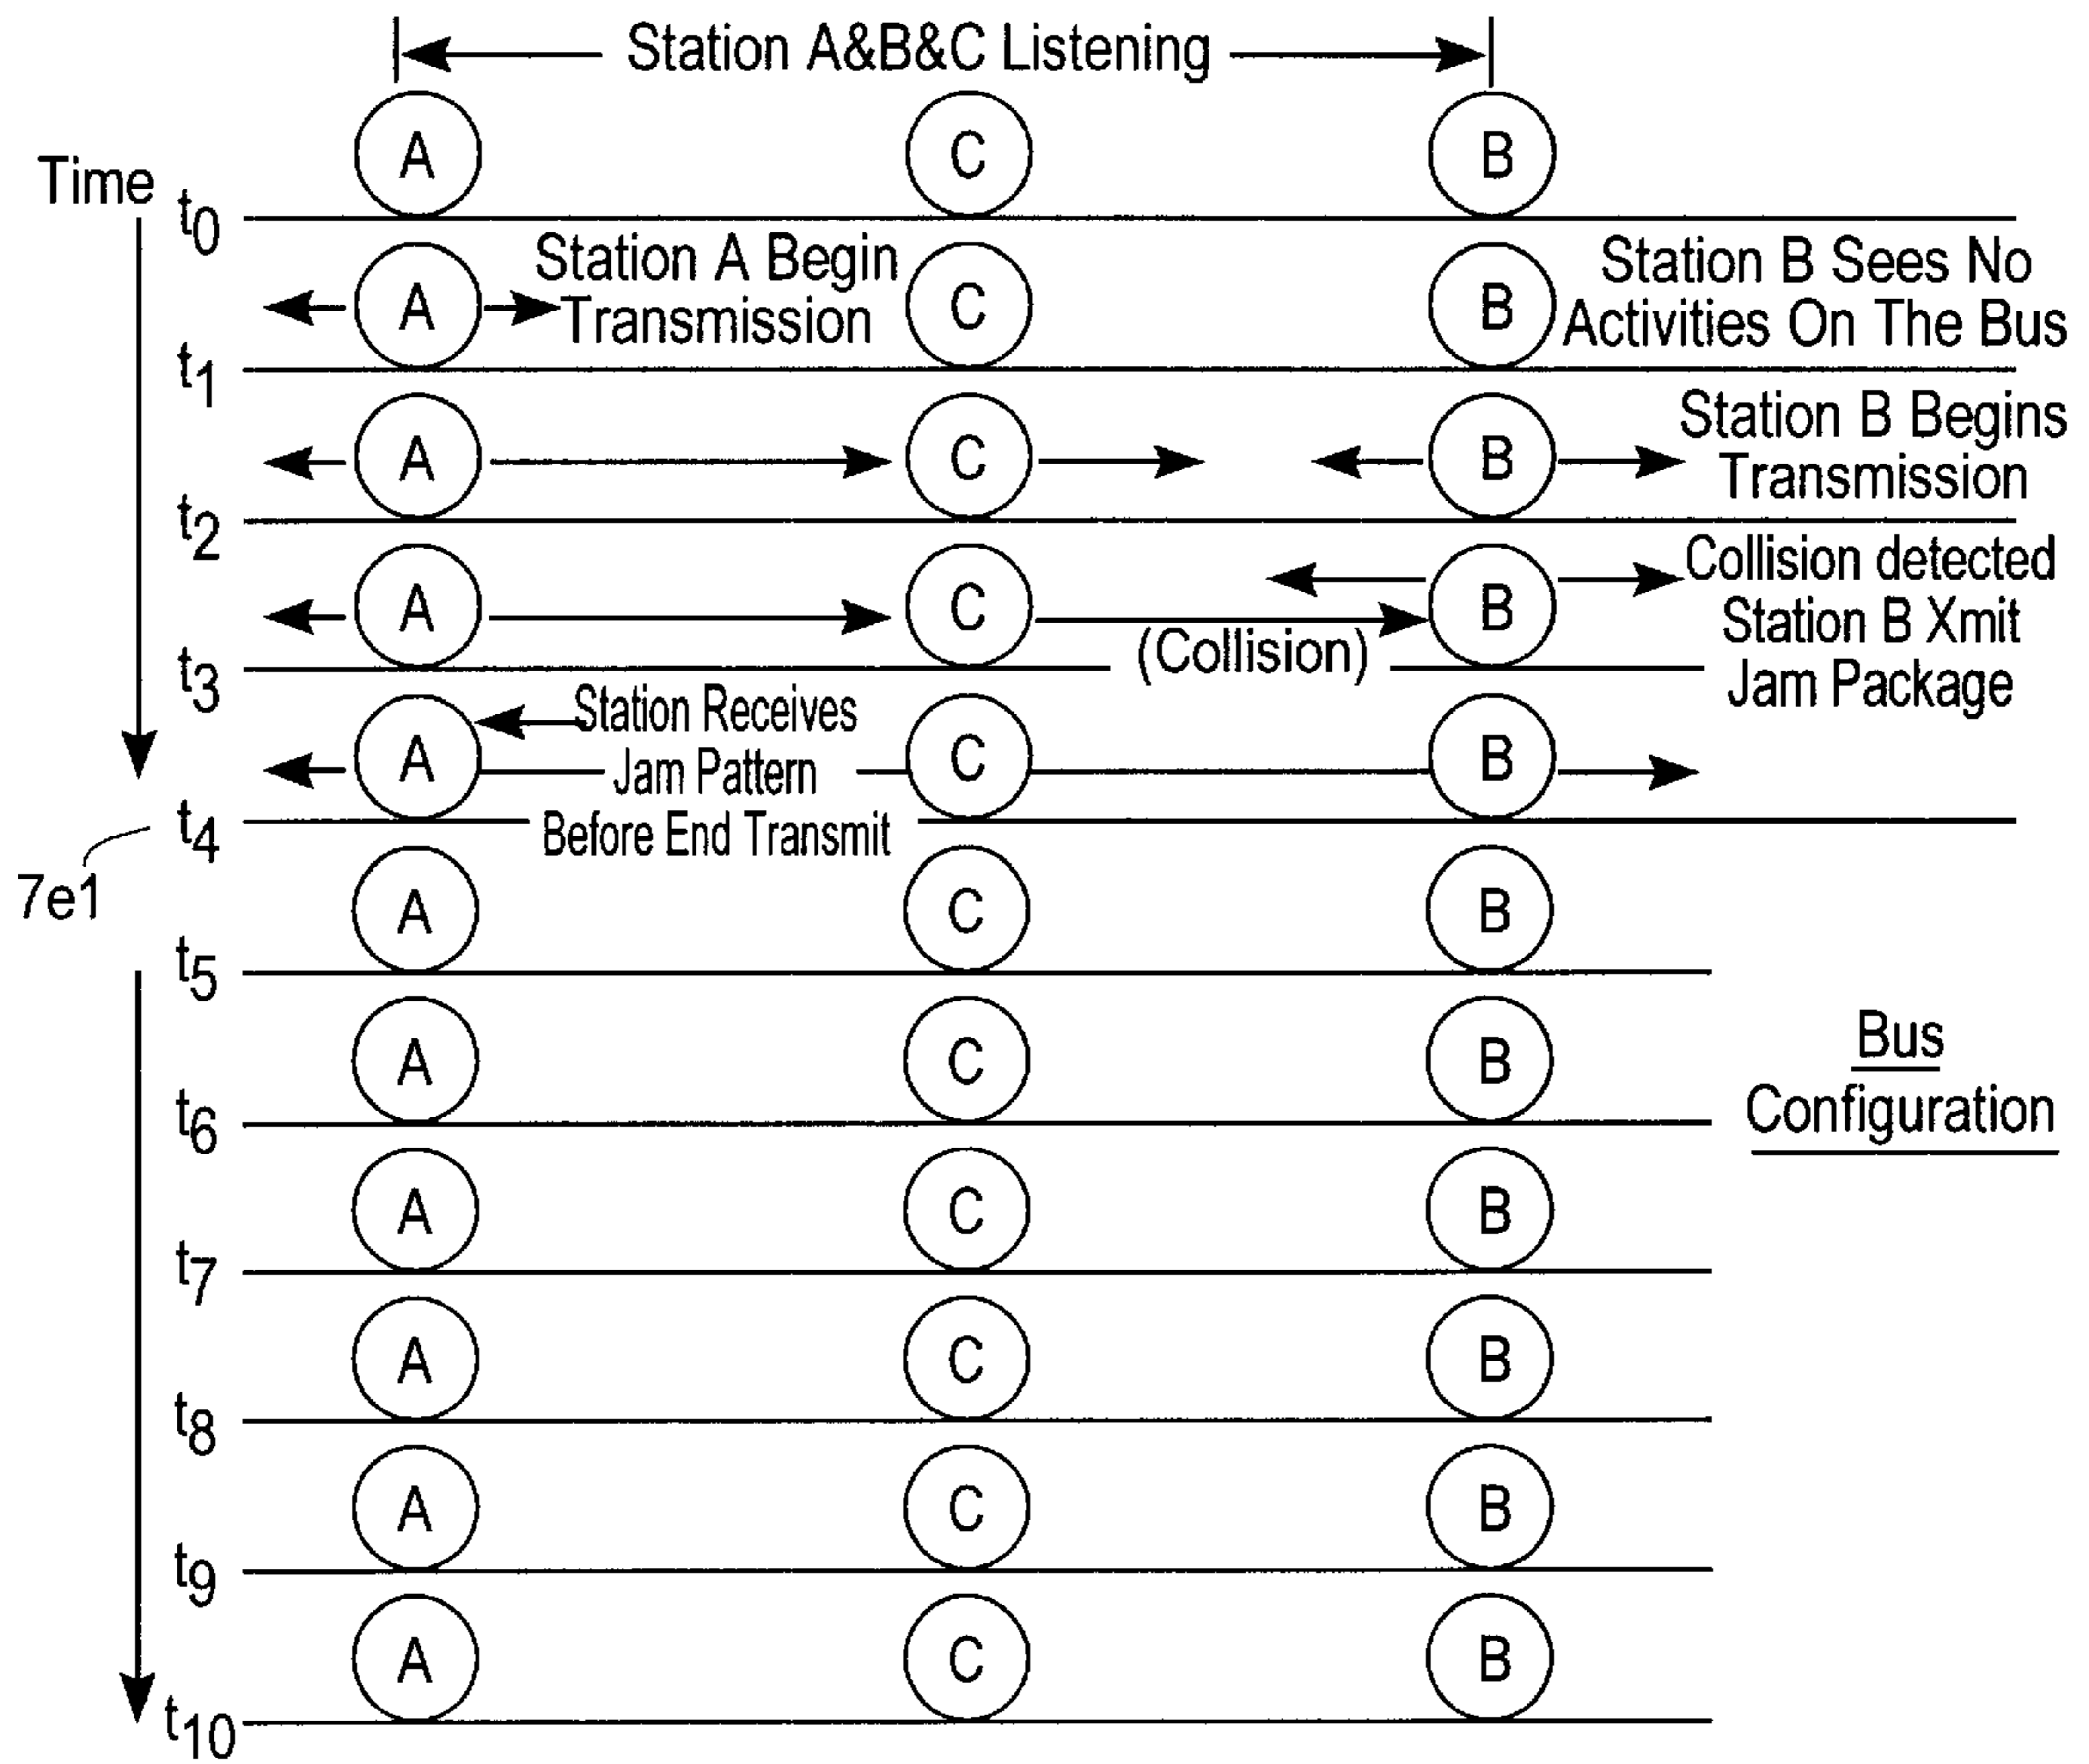 Station A&B&C Listening
A C B
Time
t0
A Station A Begin Transmission C B Station B Sees No Activities On The Bus
t1
A C B Station B Begins Transmission
t2
A C B Collision detected Station B Xmit Jam Package
(Collision)
t3
A Station Receives Jam Pattern Before End Transmit C B
t4
7e1
A C B
t5
A C B
Bus
Configuration
t6
A C B
t7
A C B
t8
A C B
t9
A C B
t10